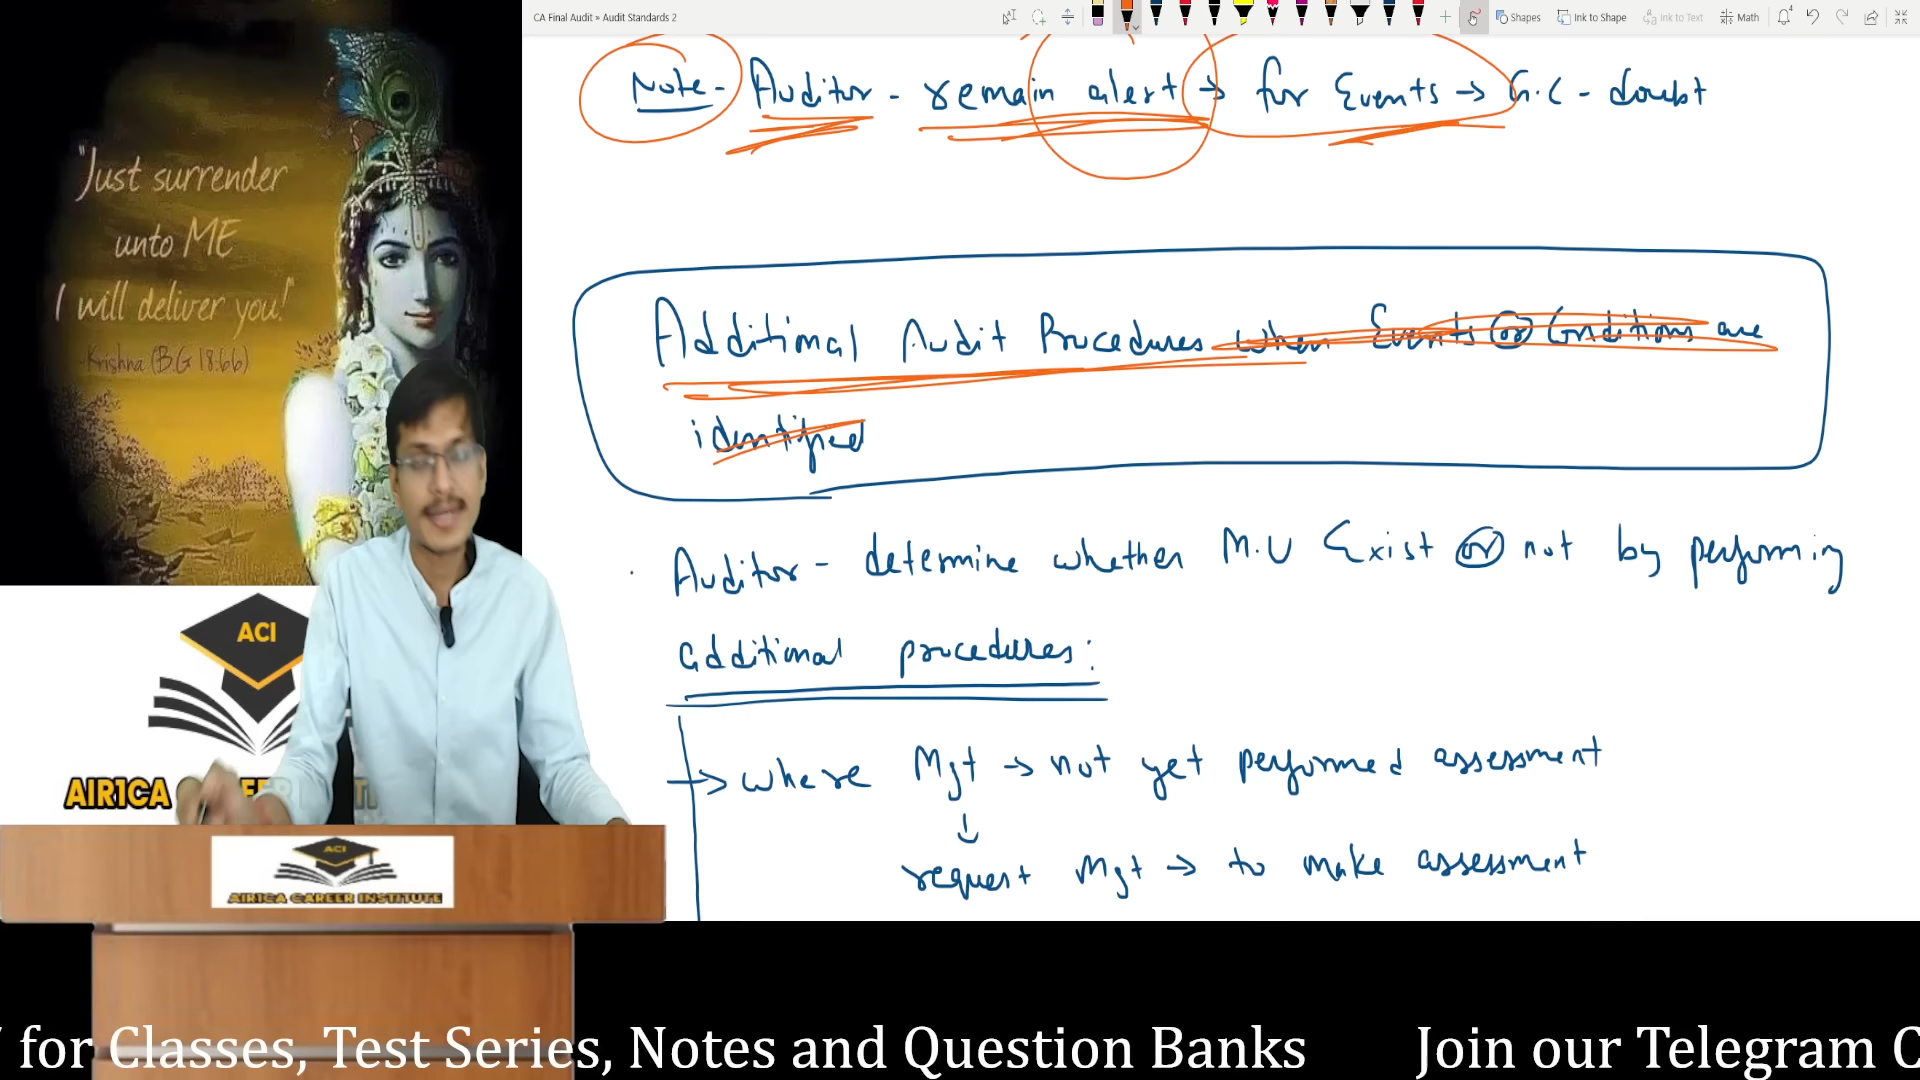 CA Final Audit » Audit Standards 2
Shapes
Ink to Shape
Ink to Text
Math
Note - Auditor - remain alert → for Events → G.C - doubt
"Just surrender
unto ME
I will deliver you!"
-Krishna (B.G 18:66)
Additional Audit Procedures when Events or Conditions are
identified
Auditor - determine whether M.U Exist or not by performing
additional procedures:
→ where Mgt → not yet performed assessment
↓
request Mgt → to make assessment
ACI
AIR1CA
ACI
AIR1CA CAREER INSTITUTE
for Classes, Test Series, Notes and Question Banks
Join our Telegram C